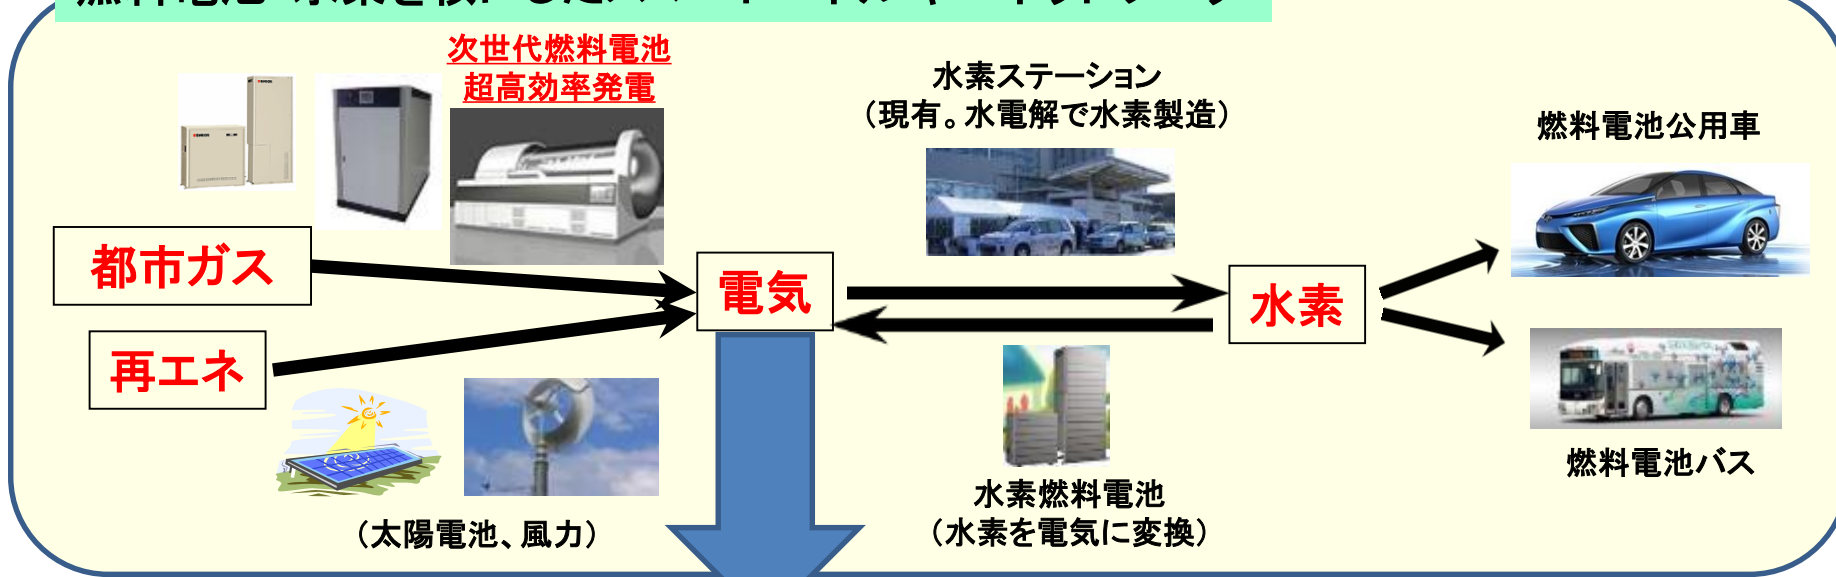 次世代燃料電池
超高効率発電
水素ステーション
(現有。水電解で水素製造)
燃料電池公用車
都市ガス
電気
水素
再エネ
燃料電池バス
水素燃料電池
(水素を電気に変換)
(太陽電池、風力)